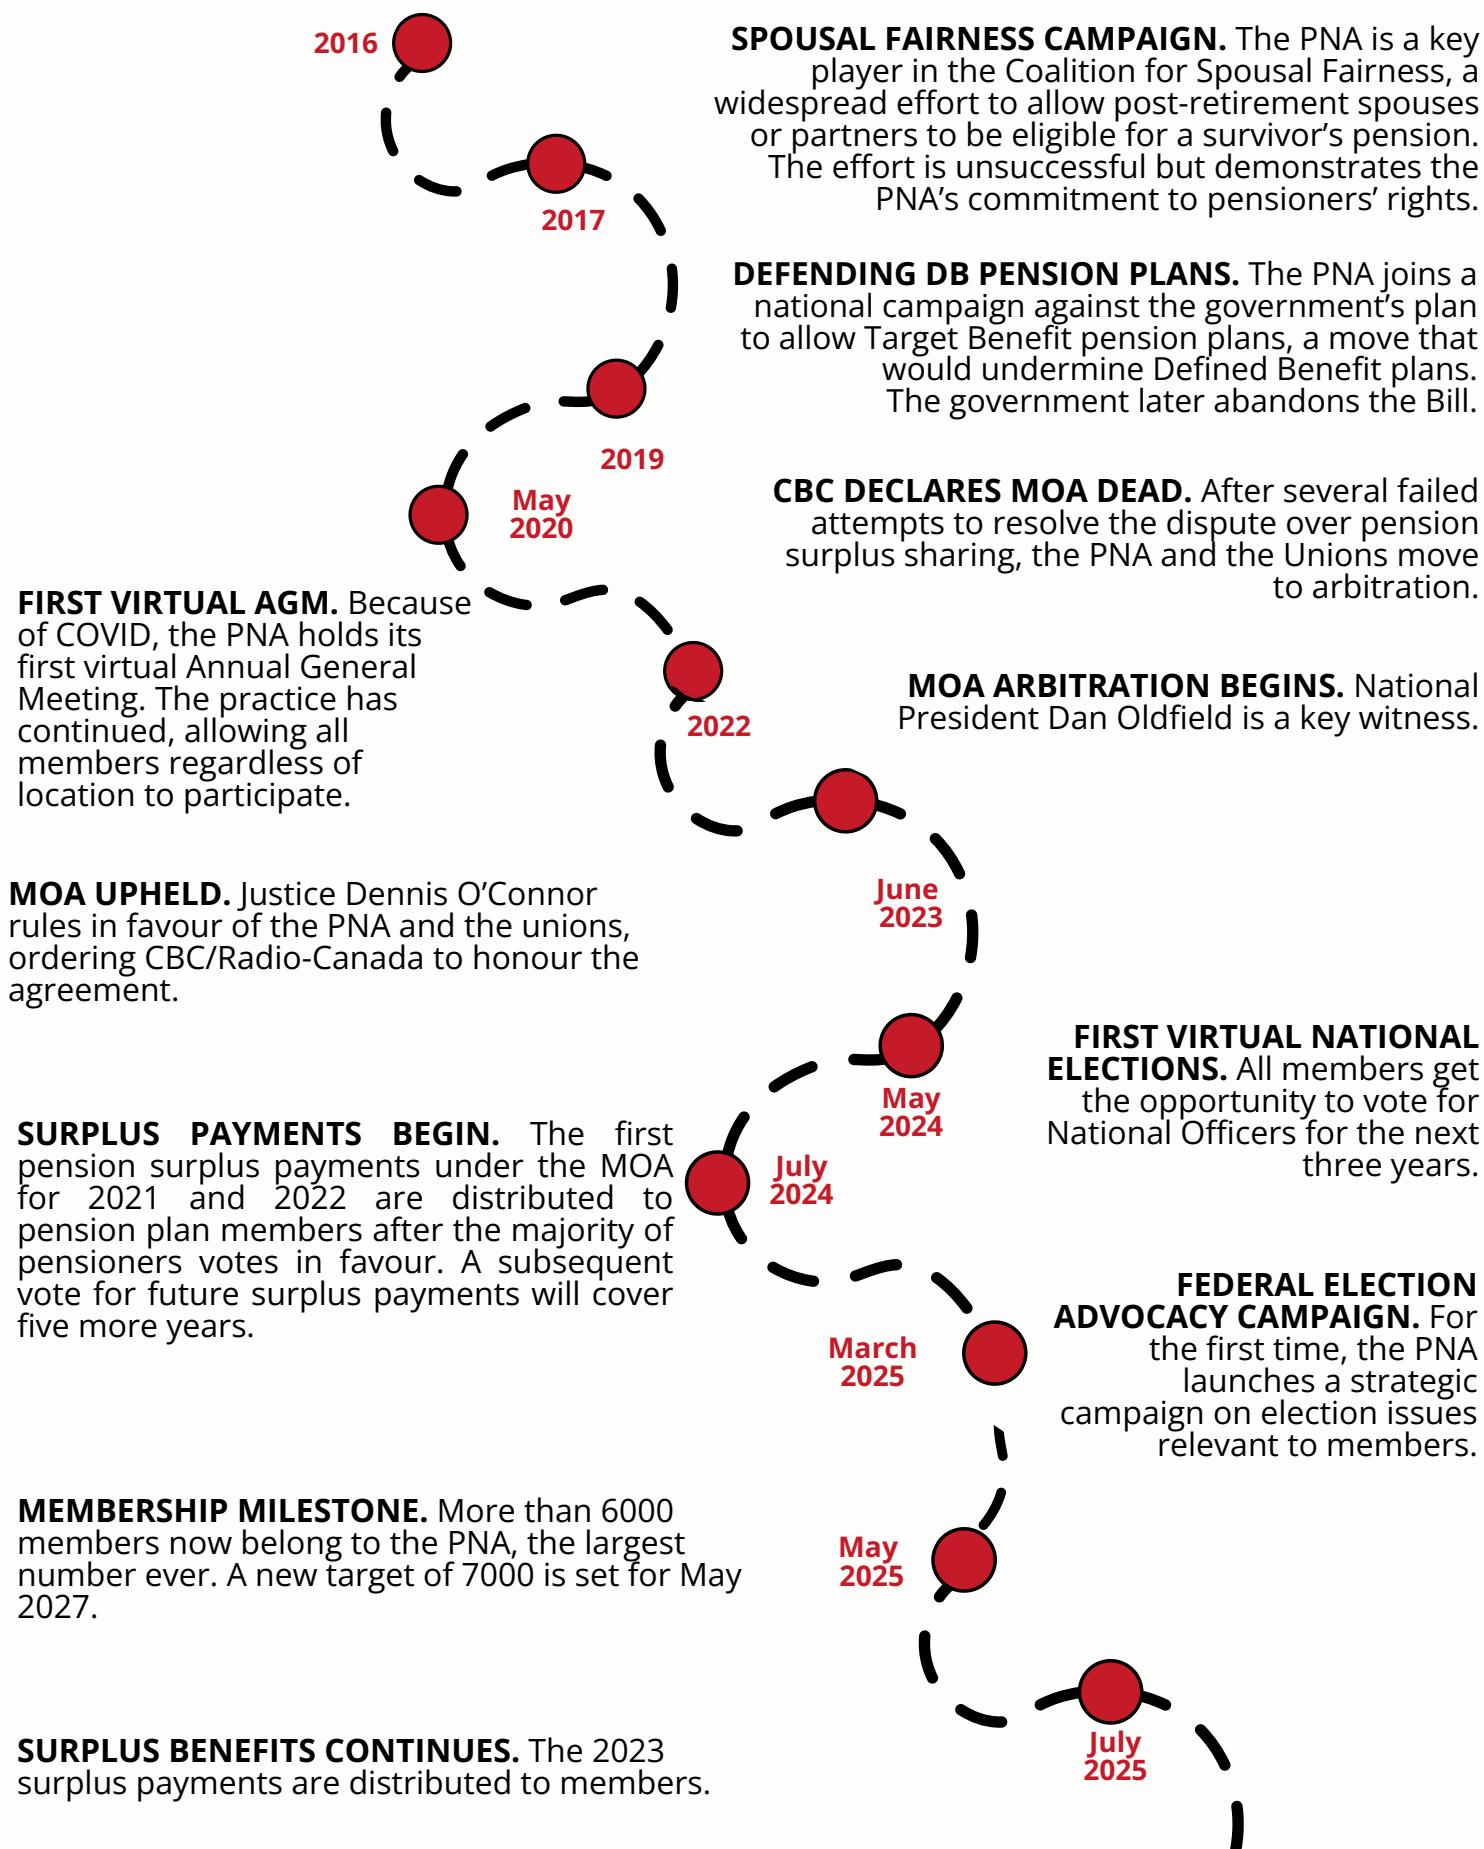 2016
SPOUSAL FAIRNESS CAMPAIGN. The PNA is a key
player in the Coalition for Spousal Fairness, a
widespread effort to allow post-retirement spouses
or partners to be eligible for a survivor’s pension.
The effort is unsuccessful but demonstrates the
PNA’s commitment to pensioners’ rights.
2017
DEFENDING DB PENSION PLANS. The PNA joins a
national campaign against the government’s plan
to allow Target Benefit pension plans, a move that
would undermine Defined Benefit plans.
The government later abandons the Bill.
2019
CBC DECLARES MOA DEAD. After several failed
attempts to resolve the dispute over pension
surplus sharing, the PNA and the Unions move
to arbitration.
May
2020
FIRST VIRTUAL AGM. Because
of COVID, the PNA holds its
first virtual Annual General
Meeting. The practice has
continued, allowing all
members regardless of
location to participate.
2022
MOA ARBITRATION BEGINS. National
President Dan Oldfield is a key witness.
June
2023
MOA UPHELD. Justice Dennis O’Connor
rules in favour of the PNA and the unions,
ordering CBC/Radio-Canada to honour the
agreement.
May
2024
FIRST VIRTUAL NATIONAL
ELECTIONS. All members get
the opportunity to vote for
National Officers for the next
three years.
July
2024
SURPLUS PAYMENTS BEGIN. The first
pension surplus payments under the MOA
for 2021 and 2022 are distributed to
pension plan members after the majority of
pensioners votes in favour. A subsequent
vote for future surplus payments will cover
five more years.
March
2025
FEDERAL ELECTION
ADVOCACY CAMPAIGN. For
the first time, the PNA
launches a strategic
campaign on election issues
relevant to members.
May
2025
MEMBERSHIP MILESTONE. More than 6000
members now belong to the PNA, the largest
number ever. A new target of 7000 is set for May
2027.
July
2025
SURPLUS BENEFITS CONTINUES. The 2023
surplus payments are distributed to members.